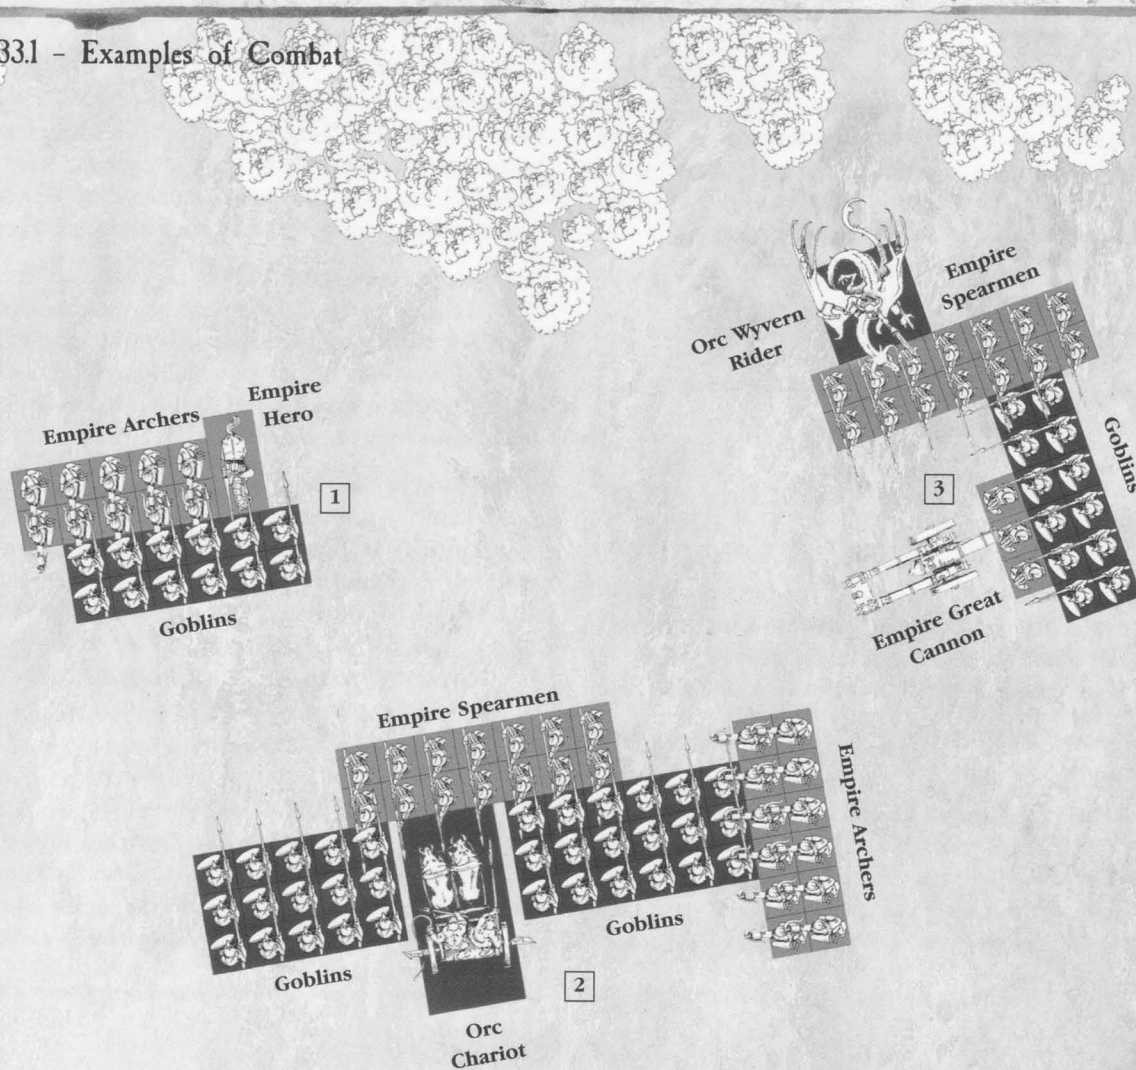 33.1 – Examples of Combat
Orc Wyvern
Rider
Empire
Spearmen
Empire Archers
Empire
Hero
1
Goblins
3
Goblins
Empire Great
Cannon
Empire Spearmen
Empire Archers
Goblins
Goblins
2
Orc
Chariot